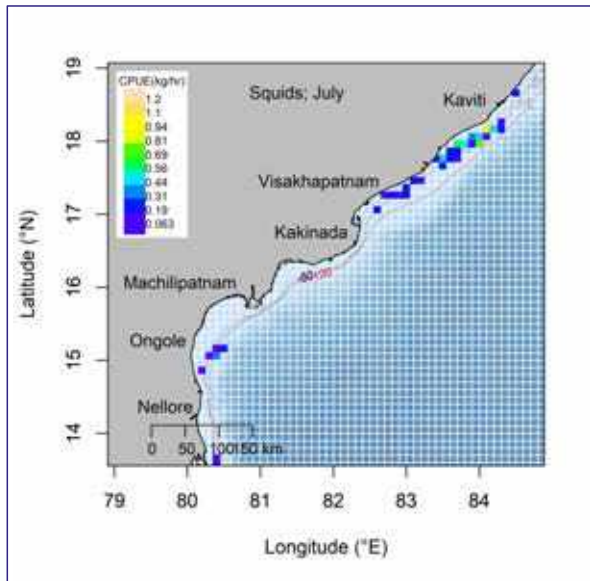 CPUE(kg/hr)
1.2
1.1
0.94
0.81
0.69
0.56
0.44
0.31
0.19
0.063
Squids; July
Kaviti
Visakhapatnam
Kakinada
Machilipatnam
Ongole
Nellore
-50
0 50 100 150 km
19
18
17
16
15
14
Latitude (°N)
79 80 81 82 83 84
Longitude (°E)